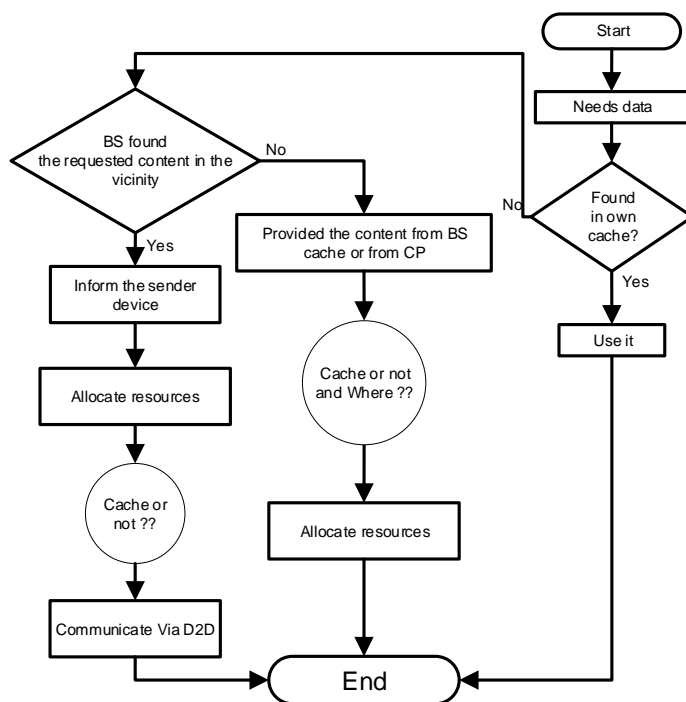 Start
Needs data
Found
in own
cache?
No
Yes
Use it
BS found
the requested content in the
vicinity
No
Yes
Provided the content from BS
cache or from CP
Inform the sender
device
Cache or not
and Where ??
Allocate resources
Cache or
not ??
Allocate resources
Communicate Via D2D
End